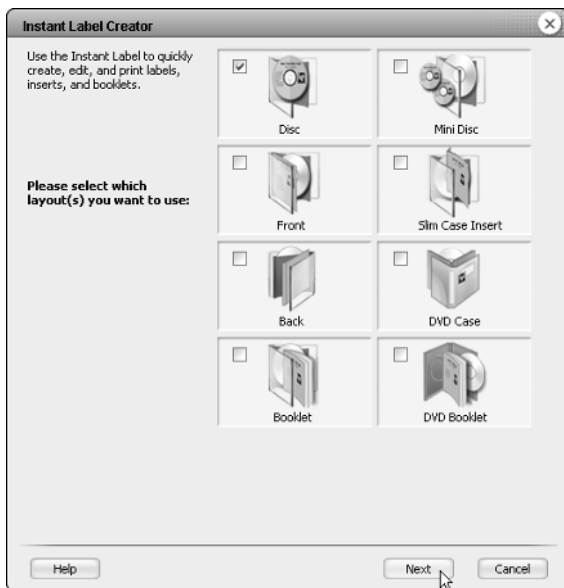 Instant Label Creator
Use the Instant Label to quickly
create, edit, and print labels,
inserts, and booklets.
Please select which
layout(s) you want to use:
Disc
Mini Disc
Front
Slim Case Insert
Back
DVD Case
Booklet
DVD Booklet
Help
Next
Cancel